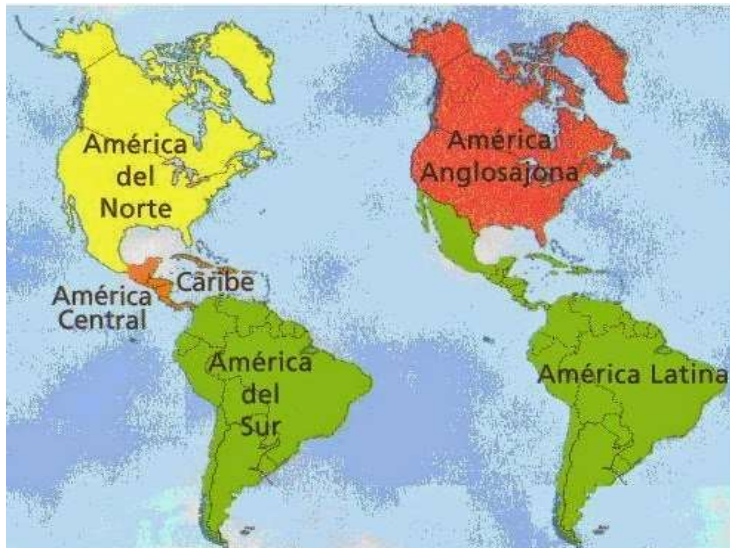 América
del
Norte
Caribe
América
Central
América
del
Sur
América
Anglosajona
América Latina